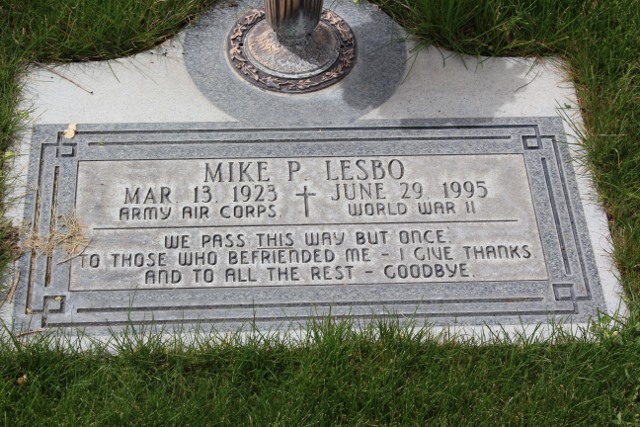 MIKE P. LESBO
MAR. 13, 1923 † JUNE 29, 1995
ARMY AIR CORPS. WORLD WAR II
WE PASS THIS WAY BUT ONCE.
TO THOSE WHO BEFRIENDED ME - I GIVE THANKS
AND TO ALL THE REST - GOODBYE.